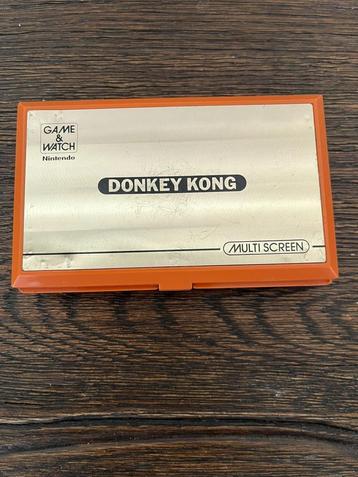 GAME
&
WATCH
Nintendo
DONKEY KONG
MULTI SCREEN